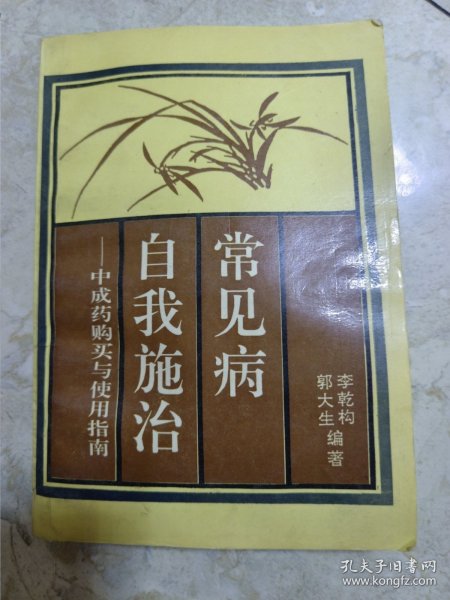 常见病
自我施治
——中成药购买与使用指南
李乾构
郭大生 编著
孔夫子旧书网
www.kongfz.com